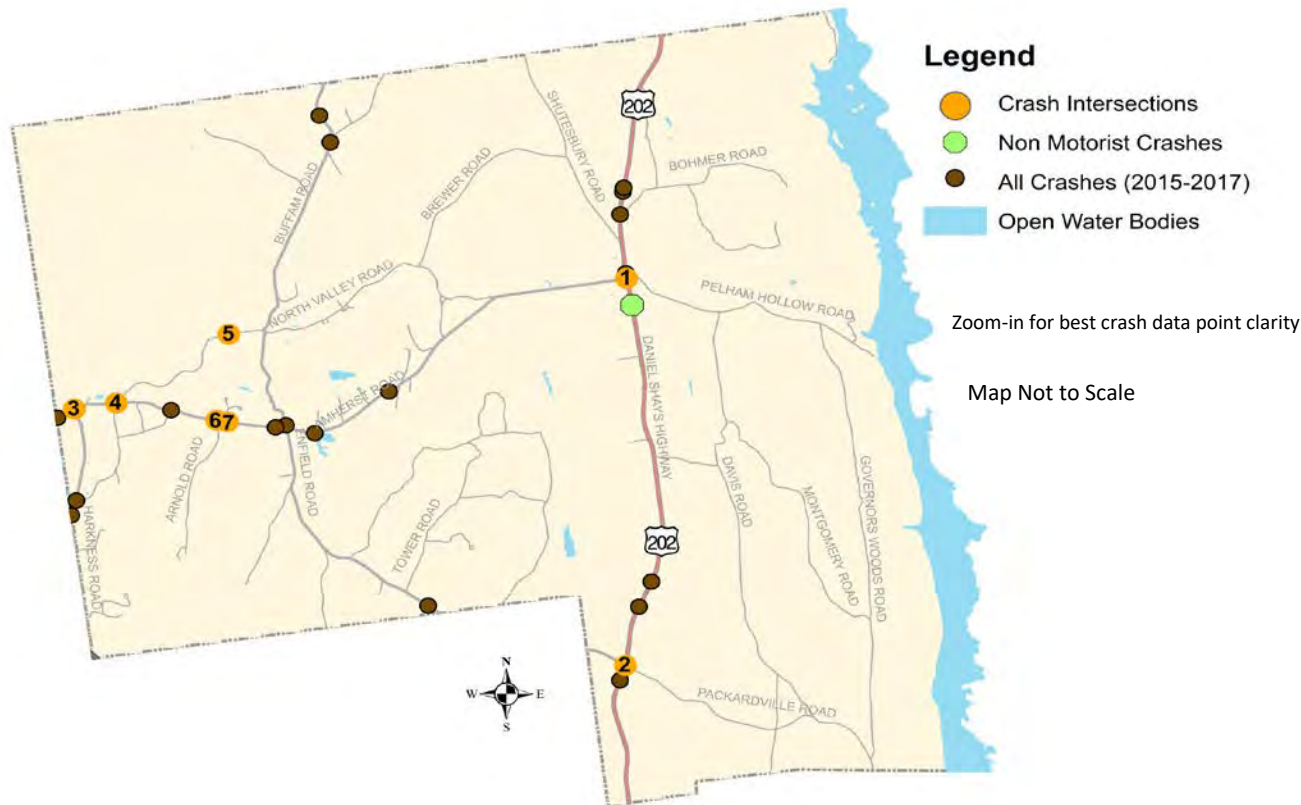 Legend
Crash Intersections
Non Motorist Crashes
All Crashes (2015-2017)
Open Water Bodies
Zoom-in for best crash data point clarity
Map Not to Scale
202
SHUTESBURY ROAD
BOHMER ROAD
BREWER ROAD
BUFFAM ROAD
NORTH VALLEY ROAD
1
PELHAM HOLLOW ROAD
5
DANIEL SHAYS HIGHWAY
3
4
67
AMHERST ROAD
ENFIELD ROAD
ARNOLD ROAD
HARKNESS ROAD
TOWER ROAD
DAVIS ROAD
MONTGOMERY ROAD
GOVERNORS WOODS ROAD
202
2
PACKARDVILLE ROAD
N
W
E
S